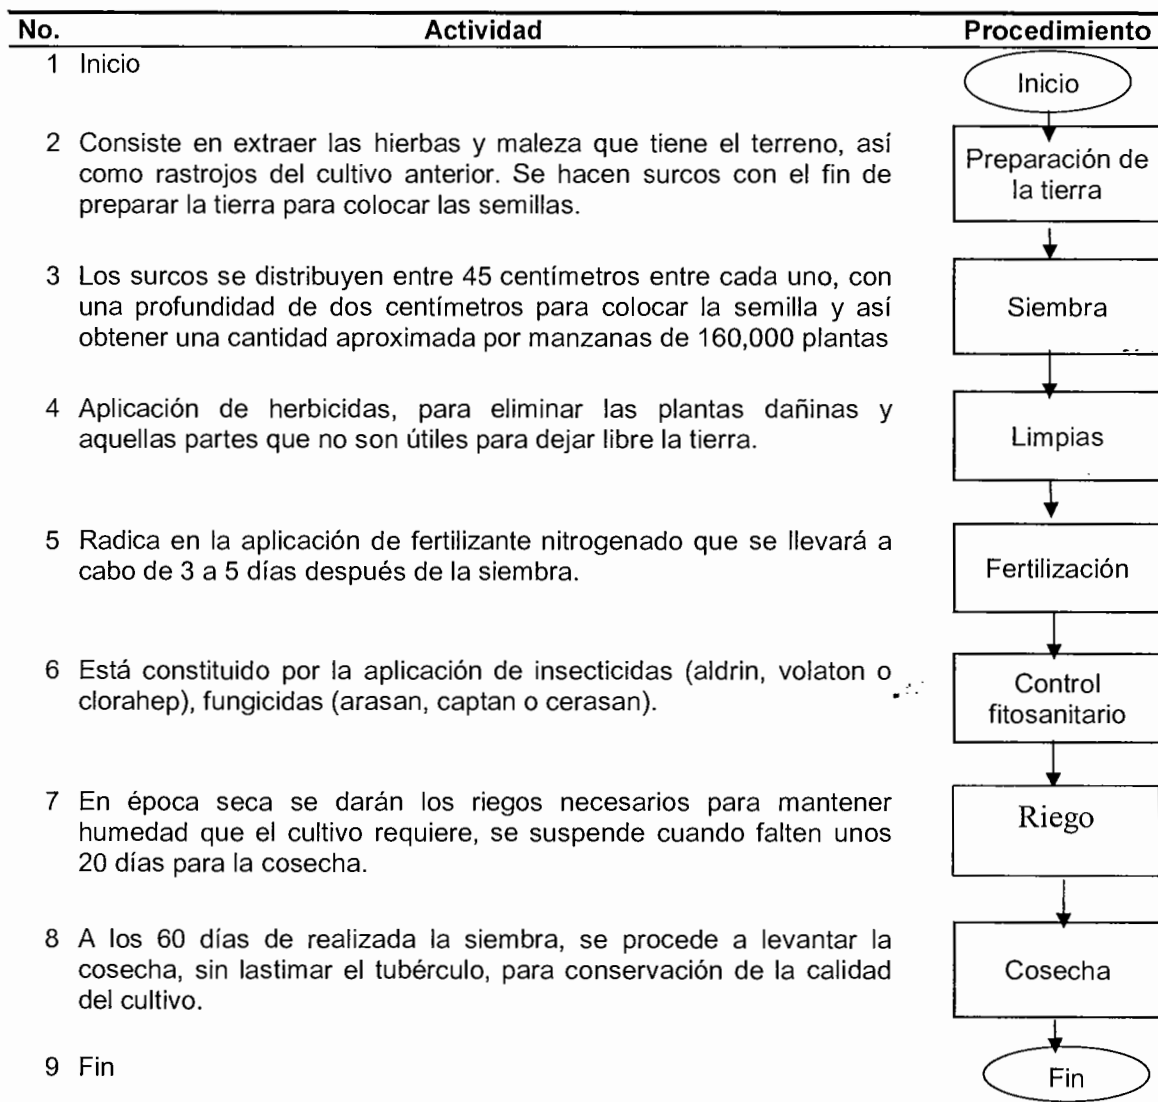 No. Actividad Procedimiento
1 Inicio
Inicio
2 Consiste en extraer las hierbas y maleza que tiene el terreno, así
como rastrojos del cultivo anterior. Se hacen surcos con el fin de
preparar la tierra para colocar las semillas.
Preparación de
la tierra
3 Los surcos se distribuyen entre 45 centímetros entre cada uno, con
una profundidad de dos centímetros para colocar la semilla y así
obtener una cantidad aproximada por manzanas de 160,000 plantas
Siembra
4 Aplicación de herbicidas, para eliminar las plantas dañinas y
aquellas partes que no son útiles para dejar libre la tierra.
Limpias
5 Radica en la aplicación de fertilizante nitrogenado que se llevará a
cabo de 3 a 5 días después de la siembra.
Fertilización
6 Está constituido por la aplicación de insecticidas (aldrin, volaton o
clorahep), fungicidas (arasan, captan o cerasan).
Control
fitosanitario
7 En época seca se darán los riegos necesarios para mantener
humedad que el cultivo requiere, se suspende cuando falten unos
20 días para la cosecha.
Riego
8 A los 60 días de realizada la siembra, se procede a levantar la
cosecha, sin lastimar el tubérculo, para conservación de la calidad
del cultivo.
Cosecha
9 Fin
Fin